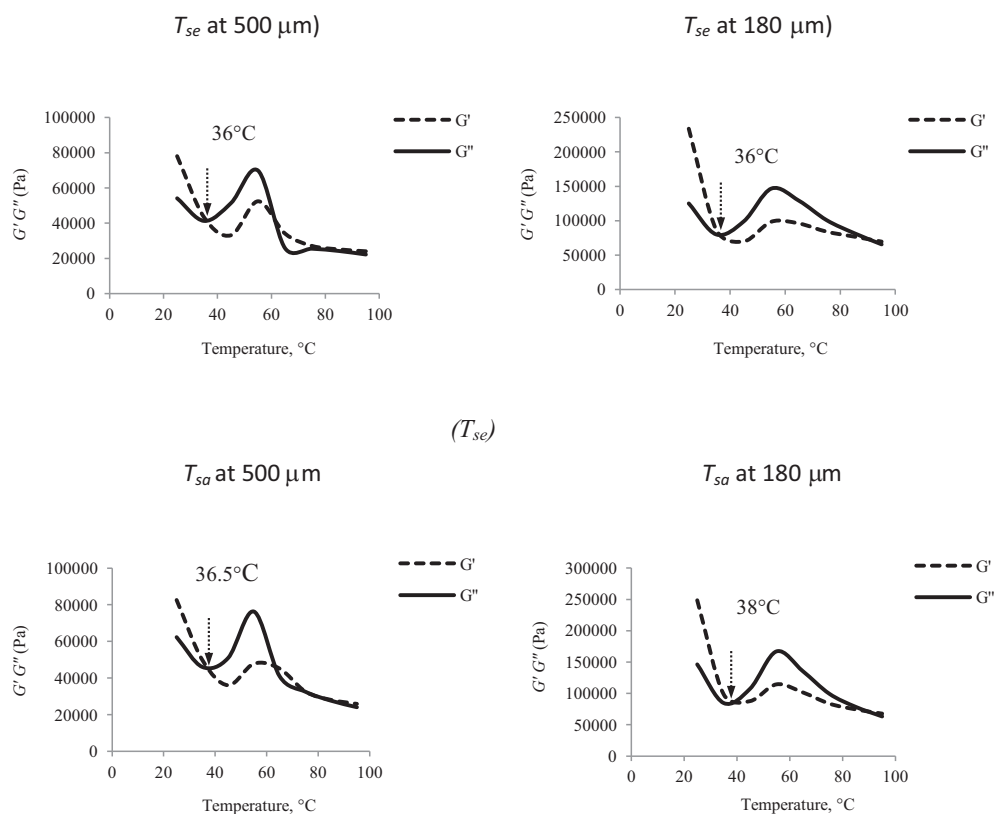 Tse at 500 μm)
Tse at 180 μm)
100000
80000
60000
40000
20000
0
G' G" (Pa)
36°C
G'
G"
0 20 40 60 80 100
Temperature, °C
250000
200000
150000
100000
50000
0
G' G" (Pa)
36°C
G'
G"
0 20 40 60 80 100
Temperature, °C
(Tse)
Tsa at 500 μm
Tsa at 180 μm
100000
80000
60000
40000
20000
0
G' G" (Pa)
36.5°C
G'
G"
0 20 40 60 80 100
Temperature, °C
300000
250000
200000
150000
100000
50000
0
G' G" (Pa)
38°C
G'
G"
0 20 40 60 80 100
Temperature, °C